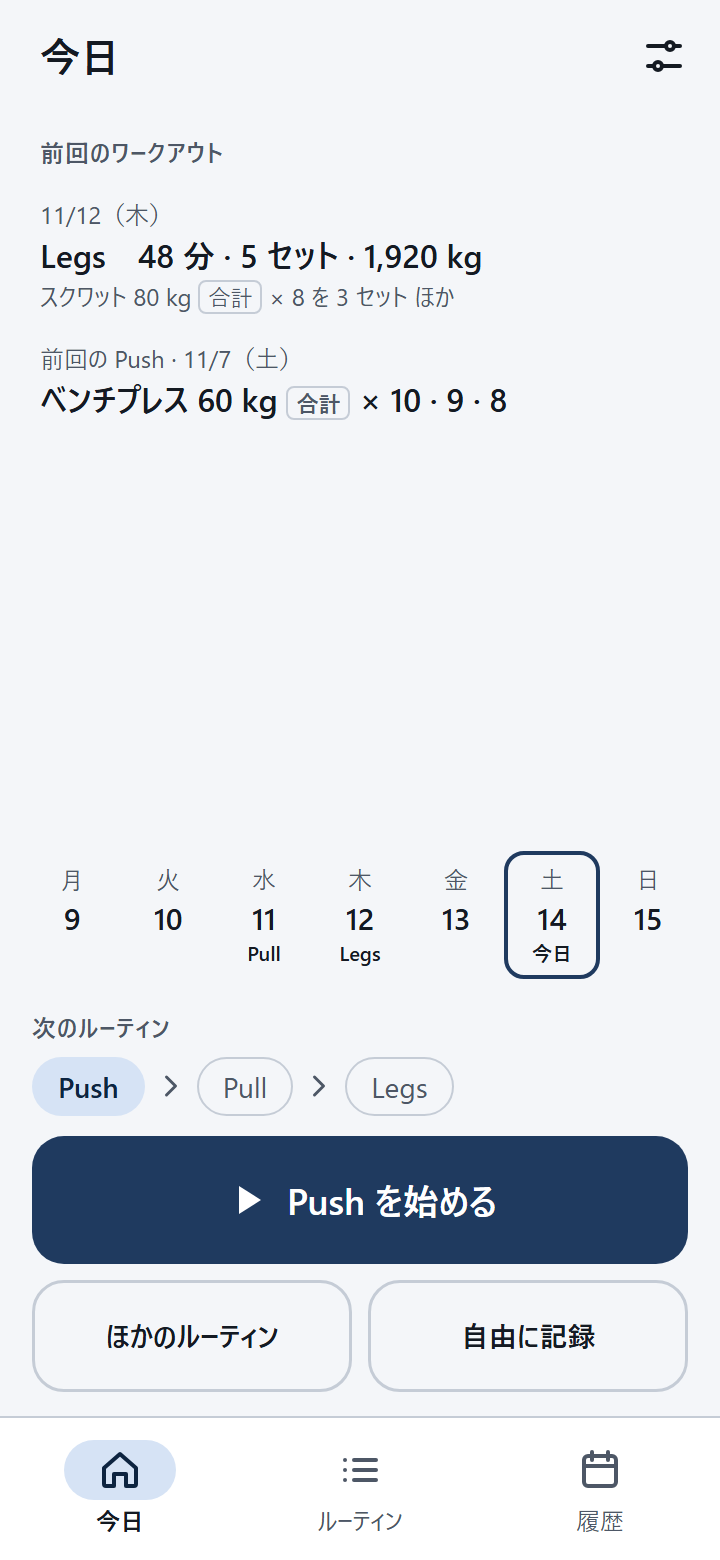 今日
前回のワークアウト
11/12（木）
Legs　48 分 · 5 セット · 1,920 kg
スクワット 80 kg 合計 × 8 を 3 セット ほか
前回の Push · 11/7（土）
ベンチプレス 60 kg 合計 × 10 · 9 · 8
月 火 水 木 金 土 日
9 10 11 12 13 14 15
Pull Legs 今日
次のルーティン
Push Pull Legs
Push を始める
ほかのルーティン 自由に記録
今日 ルーティン 履歴